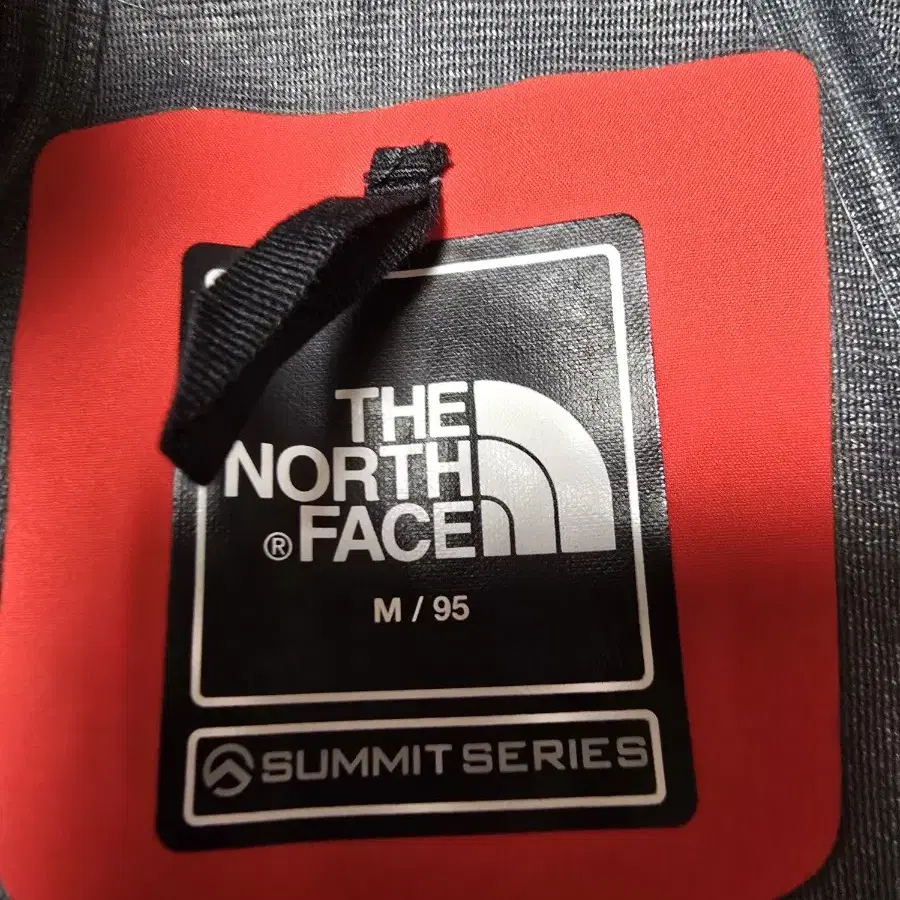 THE
NORTH
® FACE
M / 95
SUMMIT SERIES